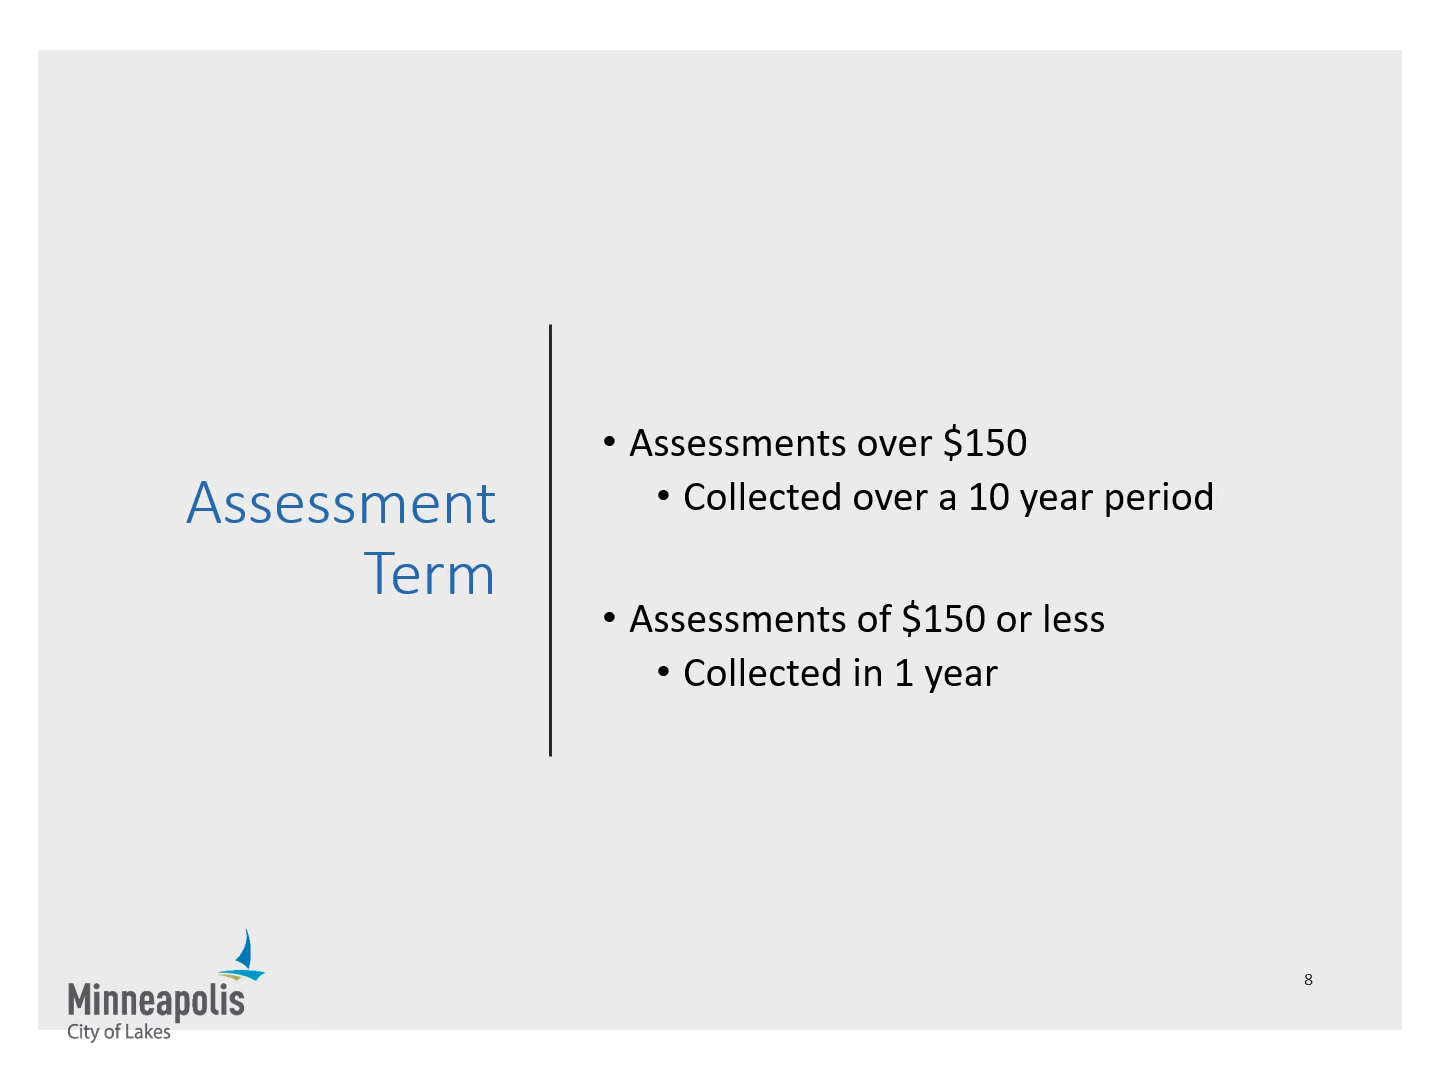 Assessment
Term
• Assessments over $150
• Collected over a 10 year period
• Assessments of $150 or less
• Collected in 1 year
Minneapolis
City of Lakes
8